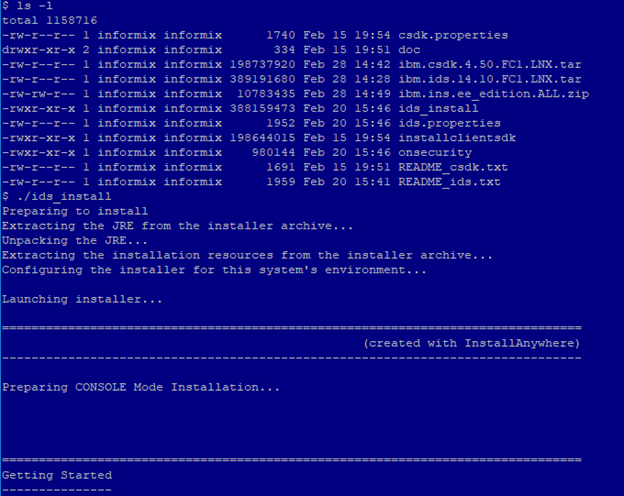 $ ls -l
total 1158716
-rw-r--r-- 1 informix informix      1740 Feb 15 19:54 csdk.properties
drwxr-xr-x 2 informix informix       334 Feb 15 19:51 doc
-rw-r--r-- 1 informix informix 198737920 Feb 28 14:42 ibm.csdk.4.50.FC1.LNX.tar
-rw-r--r-- 1 informix informix 389191680 Feb 28 14:28 ibm.ids.14.10.FC1.LNX.tar
-rw-rw-r-- 1 informix informix  10783435 Feb 28 14:49 ibm.ins.ee_edition.ALL.zip
-rwxr-xr-x 1 informix informix 388159473 Feb 20 15:46 ids_install
-rw-r--r-- 1 informix informix      1952 Feb 20 15:46 ids.properties
-rwxr-xr-x 1 informix informix 198644015 Feb 15 19:54 installclientsdk
-rwxr-xr-x 1 informix informix    980144 Feb 20 15:46 onsecurity
-rw-r--r-- 1 informix informix      1691 Feb 15 19:51 README_csdk.txt
-rw-r--r-- 1 informix informix      1959 Feb 20 15:41 README_ids.txt
$ ./ids_install
Preparing to install
Extracting the JRE from the installer archive...
Unpacking the JRE...
Extracting the installation resources from the installer archive...
Configuring the installer for this system's environment...
Launching installer...
===============================================================================
(created with InstallAnywhere)
-------------------------------------------------------------------------------
Preparing CONSOLE Mode Installation...
===============================================================================
Getting Started
---------------